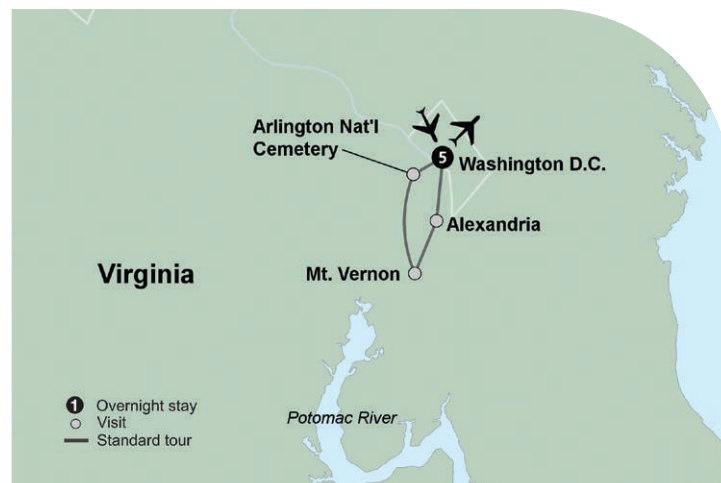 Arlington Nat'l
Cemetery
5
Washington D.C.
Alexandria
Virginia
Mt. Vernon
1 Overnight stay
Visit
Standard tour
Potomac River